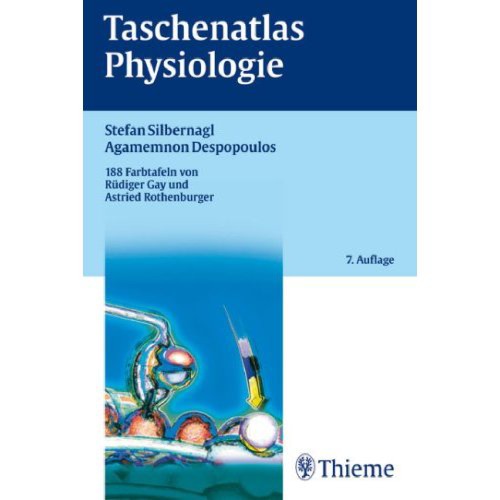 Taschenatlas
Physiologie
Stefan Silbernagl
Agamemnon Despopoulos
188 Farbtafeln von
Rüdiger Gay und
Astried Rothenburger
7. Auflage
Thieme